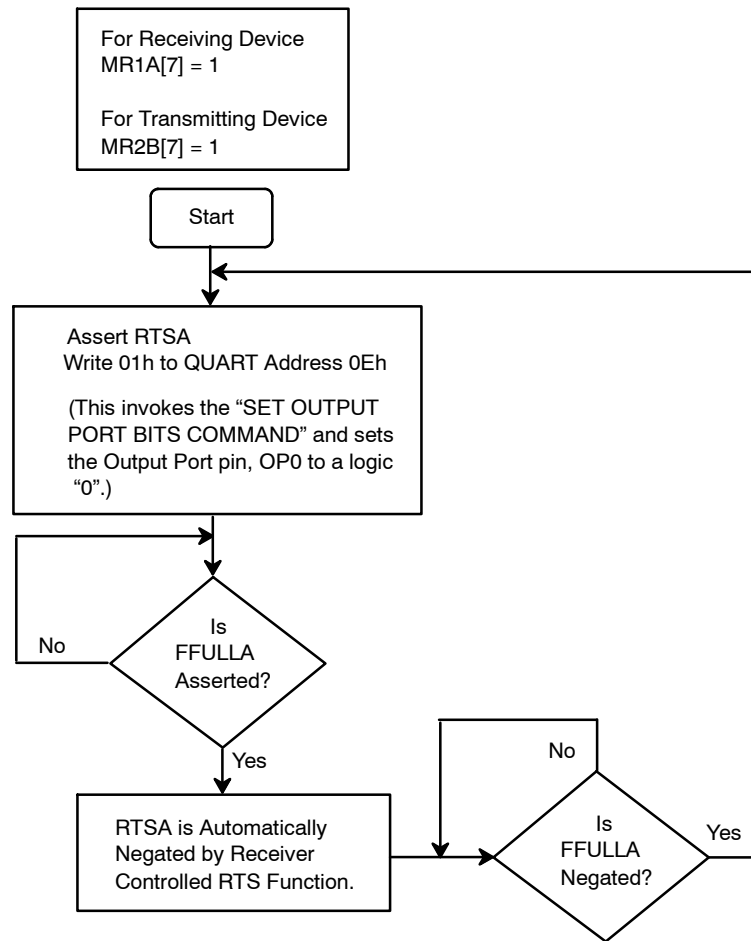 For Receiving Device
MR1A[7] = 1
For Transmitting Device
MR2B[7] = 1
Start
Assert RTSA
Write 01h to QUART Address 0Eh
(This invokes the “SET OUTPUT
PORT BITS COMMAND” and sets
the Output Port pin, OP0 to a logic
“0”.)
Is
FFULLA
Asserted?
No
Yes
RTSA is Automatically
Negated by Receiver
Controlled RTS Function.
No
Is
FFULLA
Negated?
Yes